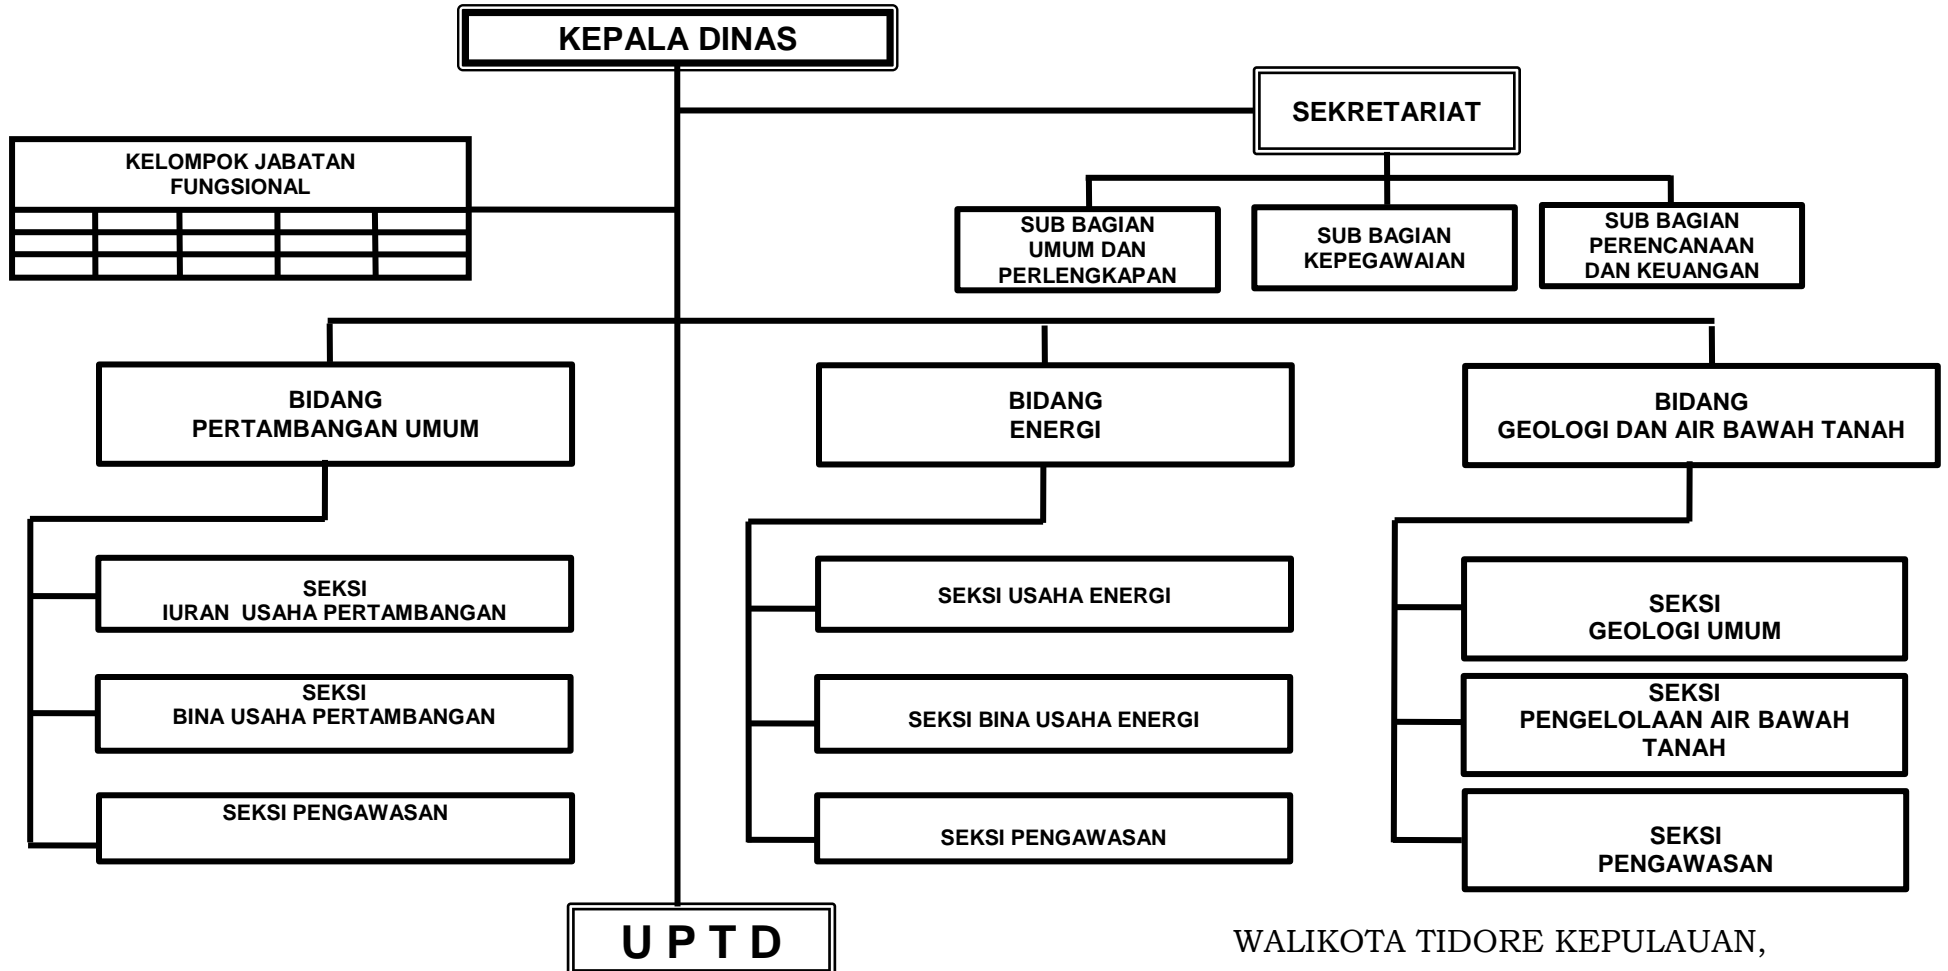 KEPALA DINAS
SEKRETARIAT
KELOMPOK JABATAN
FUNGSIONAL
SUB BAGIAN
UMUM DAN
PERLENGKAPAN
SUB BAGIAN
KEPEGAWAIAN
SUB BAGIAN
PERENCANAAN
DAN KEUANGAN
BIDANG
PERTAMBANGAN UMUM
BIDANG
ENERGI
BIDANG
GEOLOGI DAN AIR BAWAH TANAH
SEKSI
IURAN USAHA PERTAMBANGAN
SEKSI
BINA USAHA PERTAMBANGAN
SEKSI PENGAWASAN
SEKSI USAHA ENERGI
SEKSI BINA USAHA ENERGI
SEKSI PENGAWASAN
SEKSI
GEOLOGI UMUM
SEKSI
PENGELOLAAN AIR BAWAH
TANAH
SEKSI
PENGAWASAN
U P T D
WALIKOTA TIDORE KEPULAUAN,